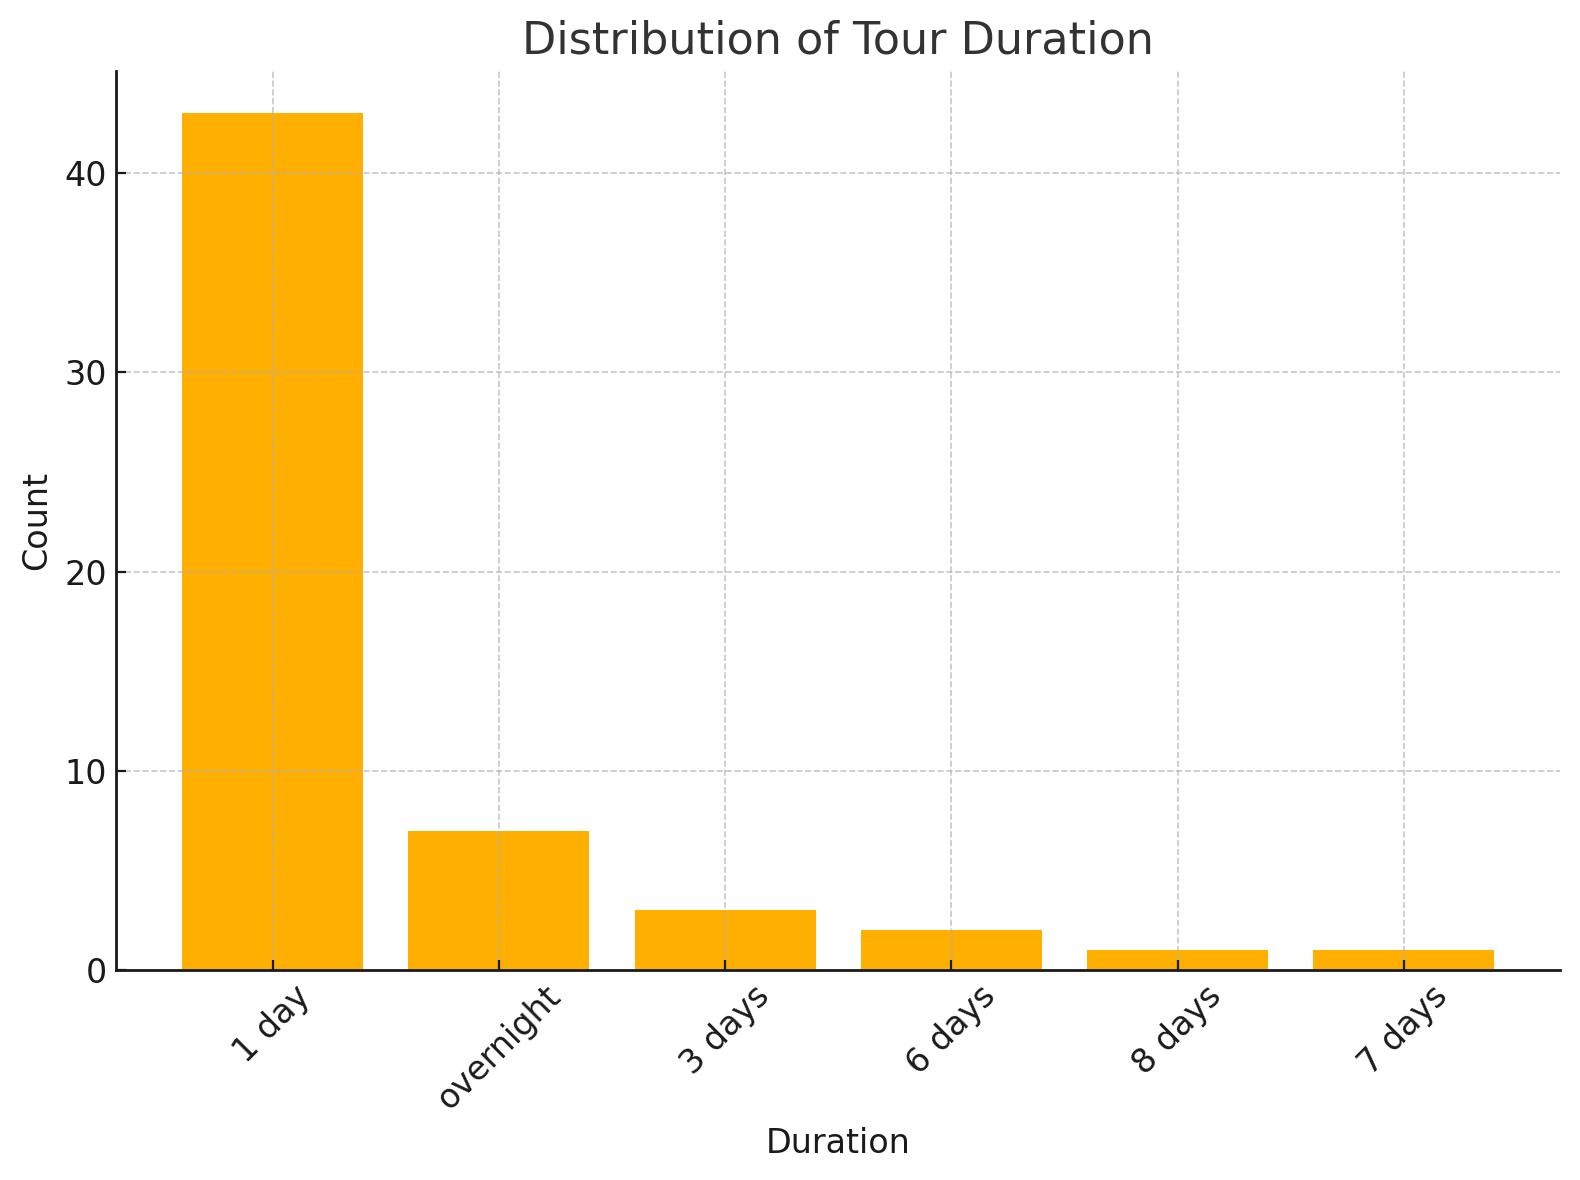 Distribution of Tour Duration
Count
40
30
20
10
0
1 day
overnight
3 days
6 days
8 days
7 days
Duration